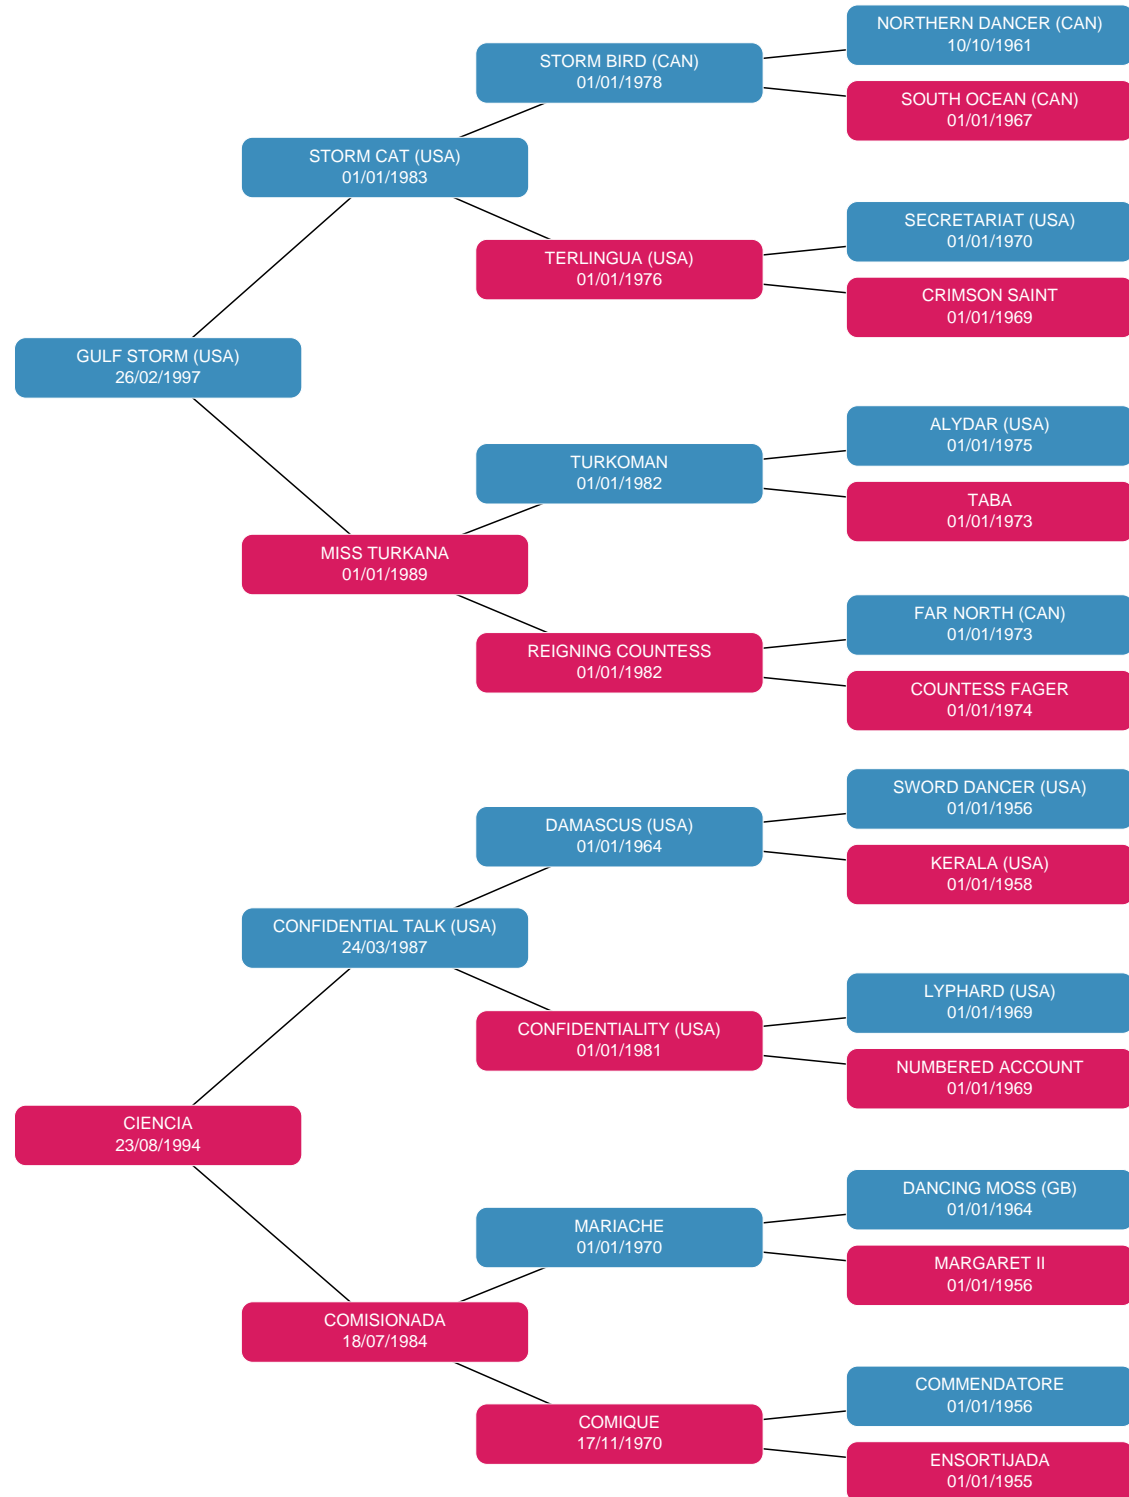 NORTHERN DANCER (CAN)
10/10/1961
STORM BIRD (CAN)
01/01/1978
SOUTH OCEAN (CAN)
01/01/1967
STORM CAT (USA)
01/01/1983
SECRETARIAT (USA)
01/01/1970
TERLINGUA (USA)
01/01/1976
CRIMSON SAINT
01/01/1969
GULF STORM (USA)
26/02/1997
ALYDAR (USA)
01/01/1975
TURKOMAN
01/01/1982
TABA
01/01/1973
MISS TURKANA
01/01/1989
FAR NORTH (CAN)
01/01/1973
REIGNING COUNTESS
01/01/1982
COUNTESS FAGER
01/01/1974
SWORD DANCER (USA)
01/01/1956
DAMASCUS (USA)
01/01/1964
KERALA (USA)
01/01/1958
CONFIDENTIAL TALK (USA)
24/03/1987
LYPHARD (USA)
01/01/1969
CONFIDENTIALITY (USA)
01/01/1981
NUMBERED ACCOUNT
01/01/1969
CIENCIA
23/08/1994
DANCING MOSS (GB)
01/01/1964
MARIACHE
01/01/1970
MARGARET II
01/01/1956
COMISIONADA
18/07/1984
COMMENDATORE
01/01/1956
COMIQUE
17/11/1970
ENSORTIJADA
01/01/1955